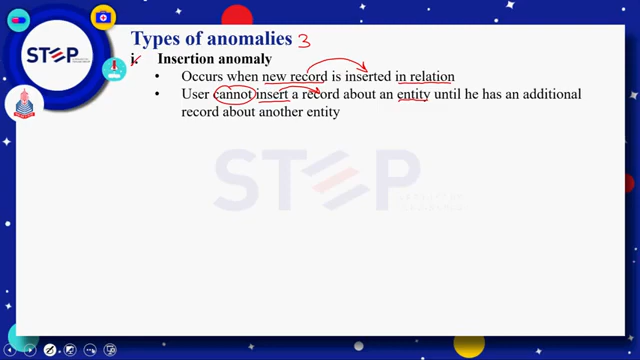 STEP
Types of anomalies 3
i. Insertion anomaly
• Occurs when new record is inserted in relation
• User cannot insert a record about an entity until he has an additional
record about another entity
STEP